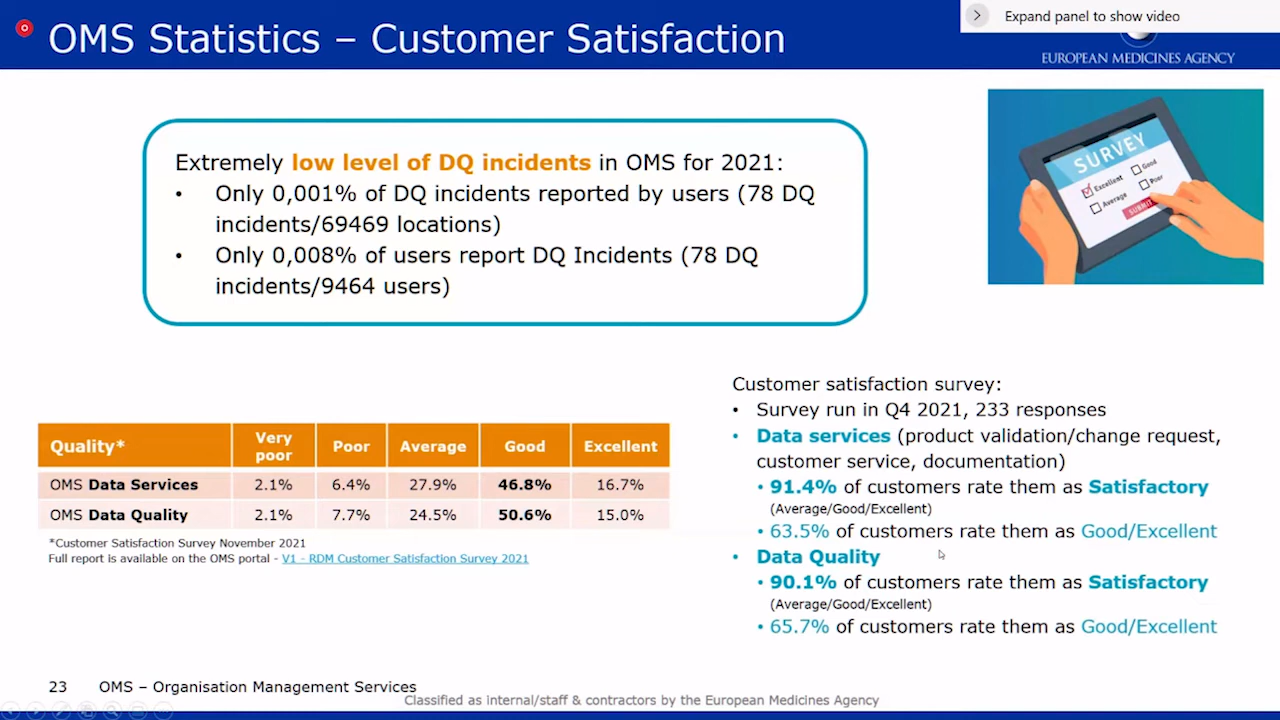 OMS Statistics – Customer Satisfaction
Expand panel to show video
EUROPEAN MEDICINES AGENCY
Extremely low level of DQ incidents in OMS for 2021:
• Only 0,001% of DQ incidents reported by users (78 DQ
incidents/69469 locations)
• Only 0,008% of users report DQ Incidents (78 DQ
incidents/9464 users)
SURVEY
Excellent
Good
Average
Poor
SUBMIT
Quality* Very poor Poor Average Good Excellent
OMS Data Services 2.1% 6.4% 27.9% 46.8% 16.7%
OMS Data Quality 2.1% 7.7% 24.5% 50.6% 15.0%
*Customer Satisfaction Survey November 2021
Full report is available on the OMS portal - V1 - RDM Customer Satisfaction Survey 2021
Customer satisfaction survey:
• Survey run in Q4 2021, 233 responses
• Data services (product validation/change request,
customer service, documentation)
• 91.4% of customers rate them as Satisfactory
(Average/Good/Excellent)
• 63.5% of customers rate them as Good/Excellent
• Data Quality
• 90.1% of customers rate them as Satisfactory
(Average/Good/Excellent)
• 65.7% of customers rate them as Good/Excellent
23 OMS – Organisation Management Services
Classified as internal/staff & contractors by the European Medicines Agency